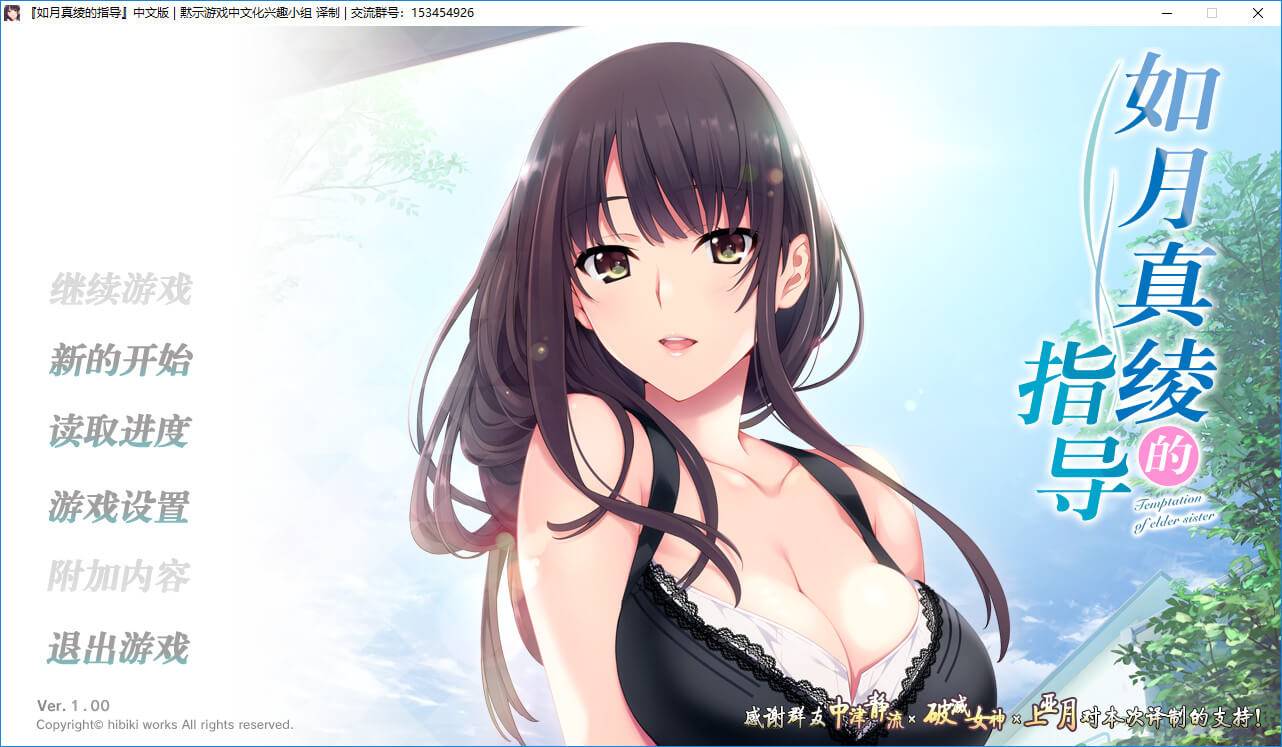 『如月真绫的指导』中文版 | 黙示游戏中文化兴趣小组 译制 | 交流群号：153454926
如月真绫的指导
Temptation
of elder sister
继续游戏
新的开始
读取进度
游戏设置
附加内容
退出游戏
Ver. 1 . 00
Copyright© hibiki works All rights reserved.
感谢群友中津静流 × 破滅女神 × 上月对本次译制的支持！